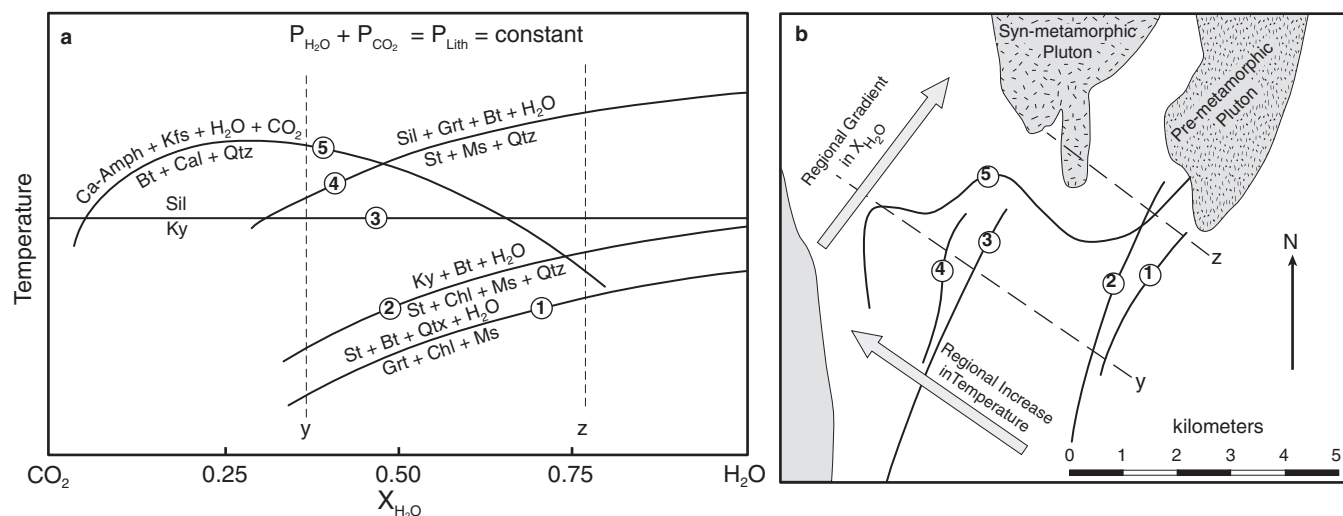 a
P_H₂O + P_CO₂ = P_Lith = constant
Ca-Amph + Kfs + H₂O + CO₂
Bt + Cal + Qtz
5
Sil + Grt + Bt + H₂O
St + Ms + Qtz
4
Sil
Ky
3
Ky + Bt + H₂O
St + Chl + Ms + Qtz
2
St + Bt + Qtx + H₂O
Grt + Chl + Ms
1
y
z
Temperature
CO₂
0.25
0.50
0.75
H₂O
X_H₂O
b
Syn-metamorphic
Pluton
Pre-metamorphic
Pluton
Regional Gradient
in X_H₂O
5
4
3
2
1
z
y
N
Regional Increase
inTemperature
kilometers
0 1 2 3 4 5